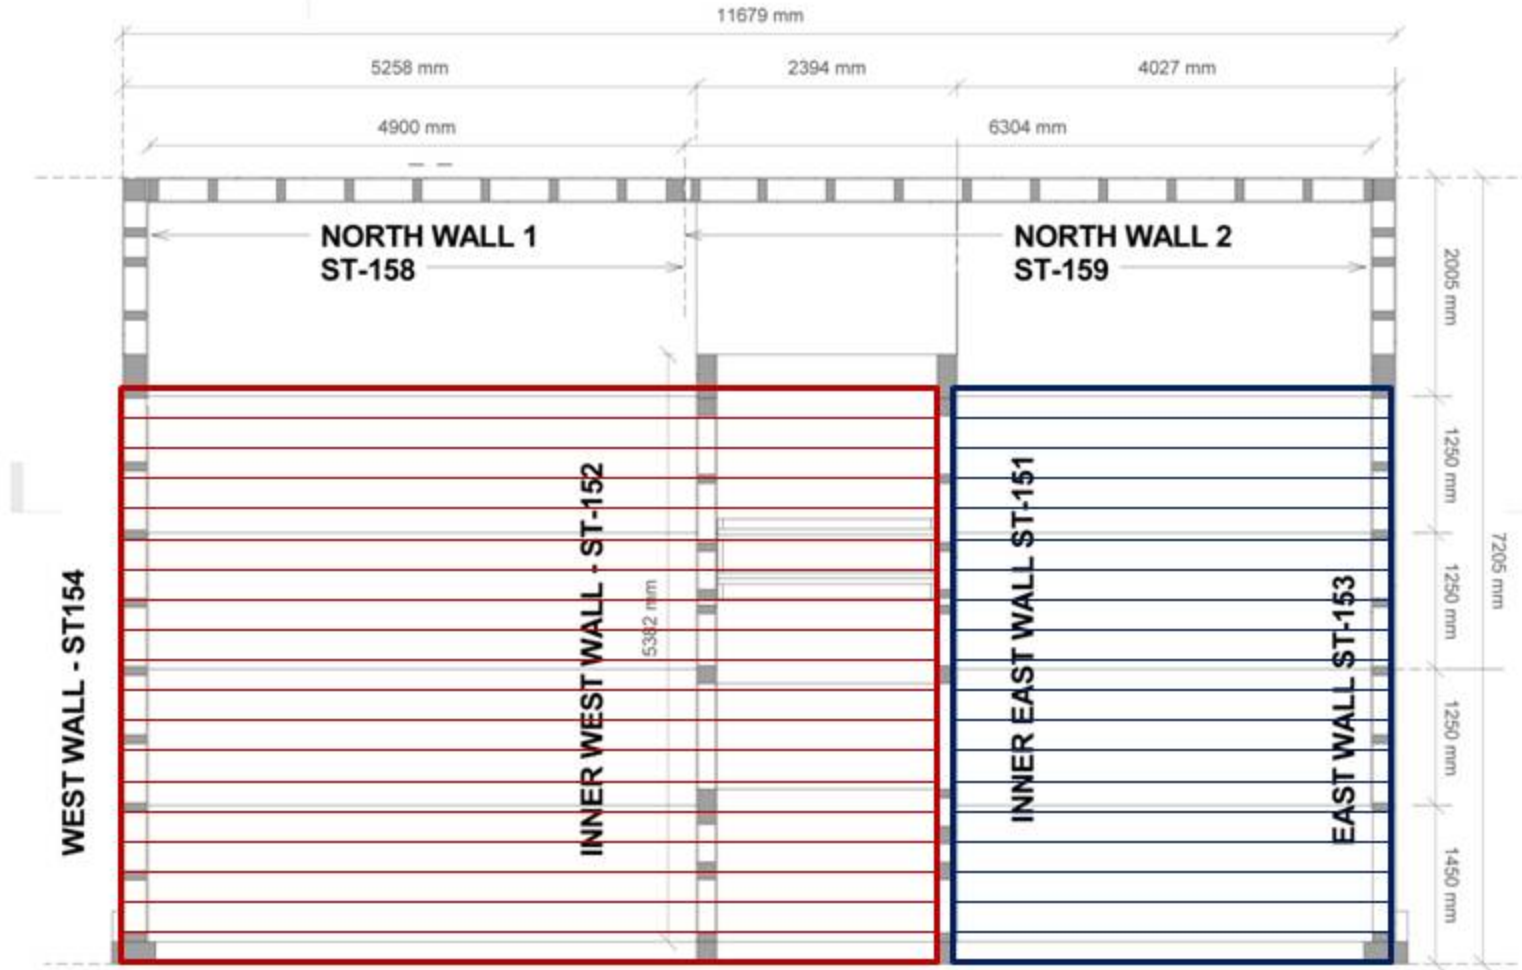 11679 mm
5258 mm
2394 mm
4027 mm
4900 mm
6304 mm
NORTH WALL 1
ST-158
NORTH WALL 2
ST-159
2005 mm
1250 mm
1250 mm
1250 mm
1450 mm
7205 mm
WEST WALL - ST154
INNER WEST WALL - ST-152
5382 mm
INNER EAST WALL ST-151
EAST WALL ST-153